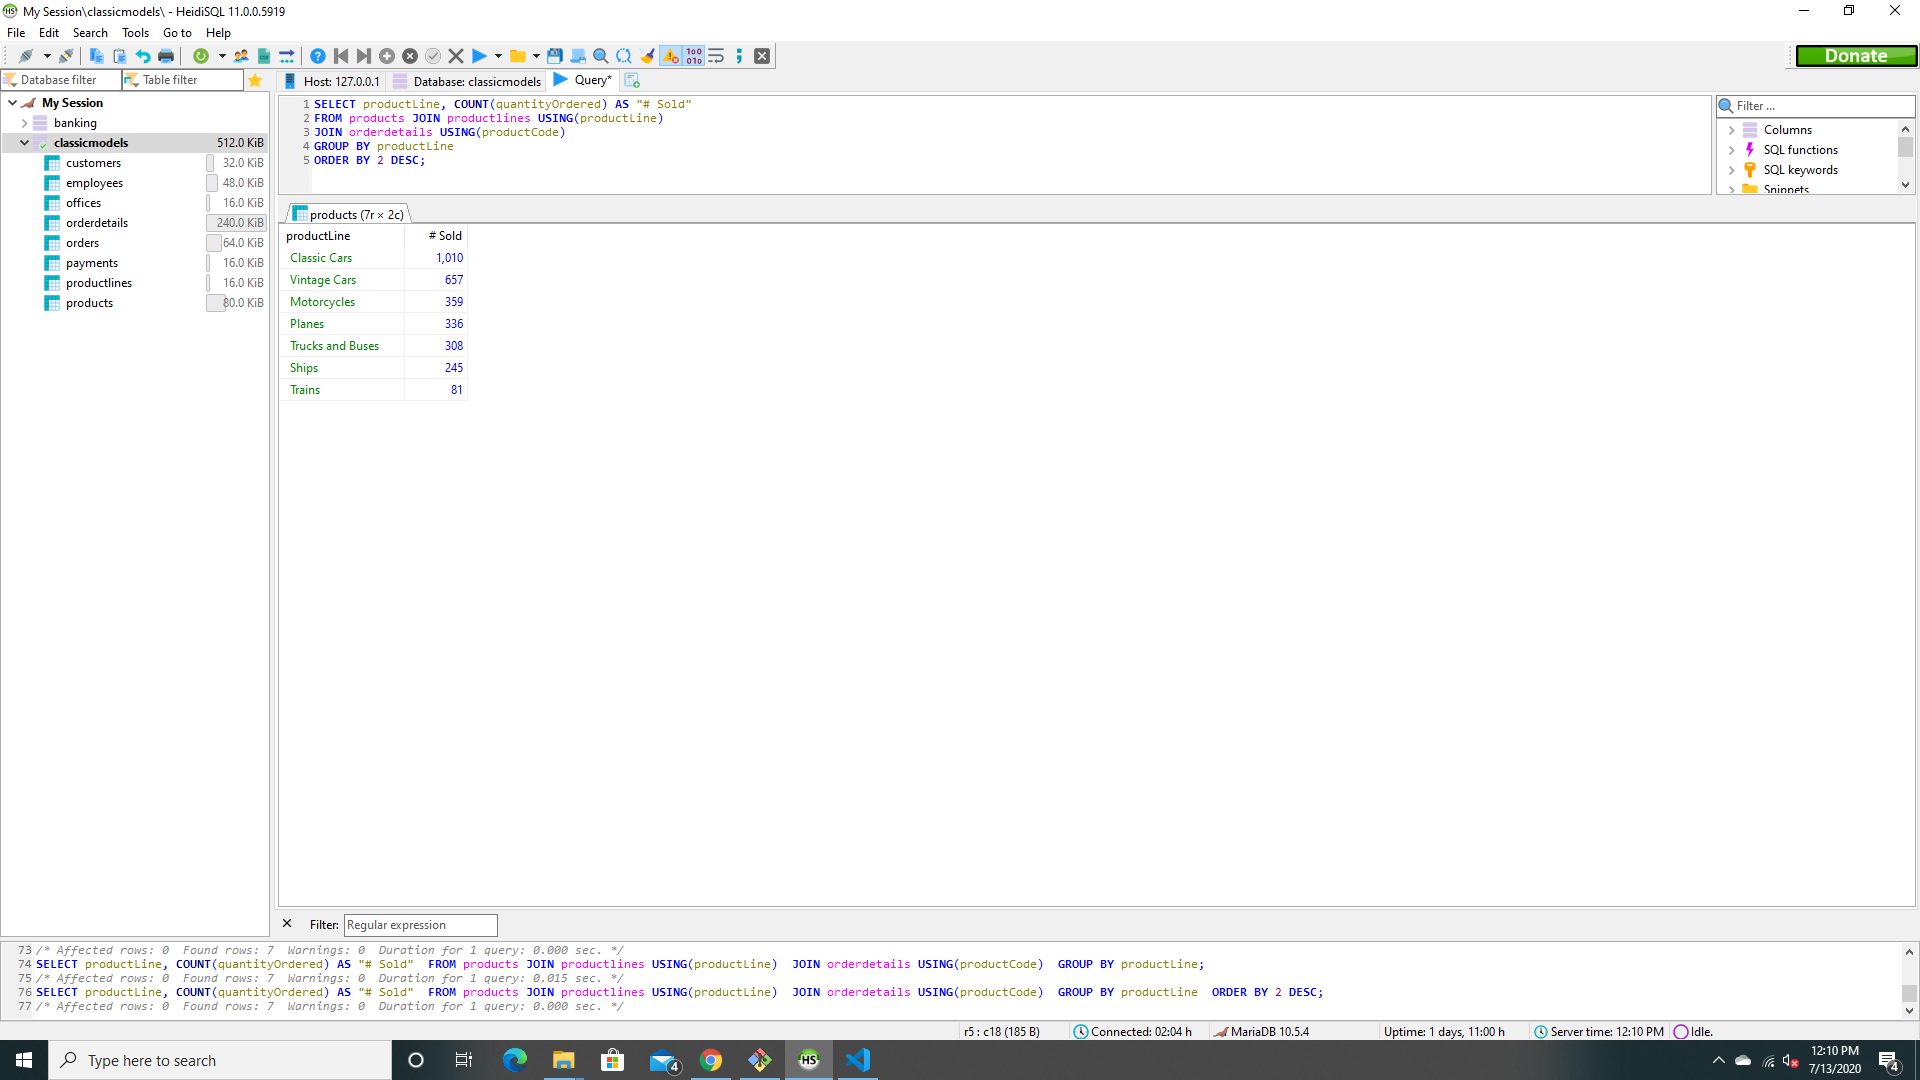 My Session\classicmodels\ - HeidiSQL 11.0.0.5919
File Edit Search Tools Go to Help
Donate
Database filter Table filter
Host: 127.0.0.1 Database: classicmodels Query*
My Session
banking
classicmodels 512.0 KiB
customers 32.0 KiB
employees 48.0 KiB
offices 16.0 KiB
orderdetails 240.0 KiB
orders 64.0 KiB
payments 16.0 KiB
productlines 16.0 KiB
products 80.0 KiB
1 SELECT productLine, COUNT(quantityOrdered) AS "# Sold"
2 FROM products JOIN productlines USING(productLine)
3 JOIN orderdetails USING(productCode)
4 GROUP BY productLine
5 ORDER BY 2 DESC;
Filter ...
Columns
SQL functions
SQL keywords
Snippets
products (7r × 2c)
productLine # Sold
Classic Cars 1,010
Vintage Cars 657
Motorcycles 359
Planes 336
Trucks and Buses 308
Ships 245
Trains 81
Filter: Regular expression
73 /* Affected rows: 0  Found rows: 7  Warnings: 0  Duration for 1 query: 0.000 sec. */
74 SELECT productLine, COUNT(quantityOrdered) AS "# Sold"  FROM products JOIN productlines USING(productLine)  JOIN orderdetails USING(productCode)  GROUP BY productLine;
75 /* Affected rows: 0  Found rows: 7  Warnings: 0  Duration for 1 query: 0.015 sec. */
76 SELECT productLine, COUNT(quantityOrdered) AS "# Sold"  FROM products JOIN productlines USING(productLine)  JOIN orderdetails USING(productCode)  GROUP BY productLine  ORDER BY 2 DESC;
77 /* Affected rows: 0  Found rows: 7  Warnings: 0  Duration for 1 query: 0.000 sec. */
r5 : c18 (185 B) Connected: 02:04 h MariaDB 10.5.4 Uptime: 1 days, 11:00 h Server time: 12:10 PM Idle.
Type here to search
4
HS
12:10 PM
7/13/2020
4